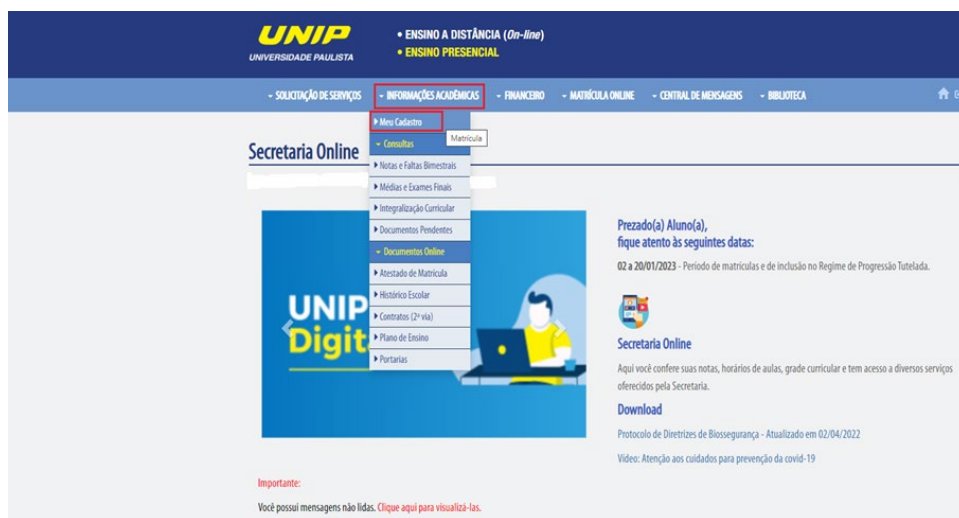 UNIP
UNIVERSIDADE PAULISTA
• ENSINO A DISTÂNCIA (On-line)
• ENSINO PRESENCIAL
SOLICITAÇÃO DE SERVIÇOS
INFORMAÇÕES ACADÊMICAS
FINANCEIRO
MATRÍCULA ONLINE
CENTRAL DE MENSAGENS
BIBLIOTECA
Meu Cadastro
Matrícula
Consultas
Notas e Faltas Bimestrais
Médias e Exames Finais
Integralização Curricular
Documentos Pendentes
Documentos Online
Atestado de Matrícula
Histórico Escolar
Contratos (2ª via)
Plano de Ensino
Portarias
Secretaria Online
UNIP
Digit
Prezado(a) Aluno(a),
fique atento às seguintes datas:
02 a 20/01/2023 - Período de matrículas e de inclusão no Regime de Progressão Tutelada.
Secretaria Online
Aqui você confere suas notas, horários de aulas, grade curricular e tem acesso a diversos serviços
oferecidos pela Secretaria.
Download
Protocolo de Diretrizes de Biossegurança - Atualizado em 02/04/2022
Vídeo: Atenção aos cuidados para prevenção da covid-19
Importante:
Você possui mensagens não lidas. Clique aqui para visualizá-las.